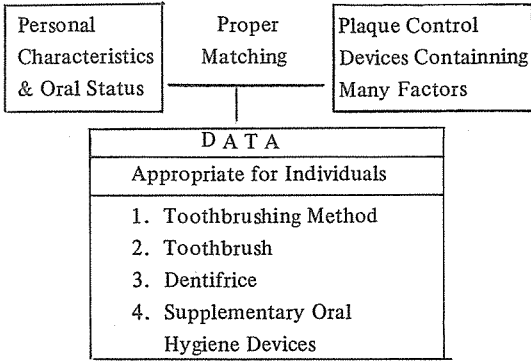 Personal
Characteristics
& Oral Status
Proper
Matching
Plaque Control
Devices Containning
Many Factors
DATA
Appropriate for Individuals
1. Toothbrushing Method
2. Toothbrush
3. Dentifrice
4. Supplementary Oral
Hygiene Devices